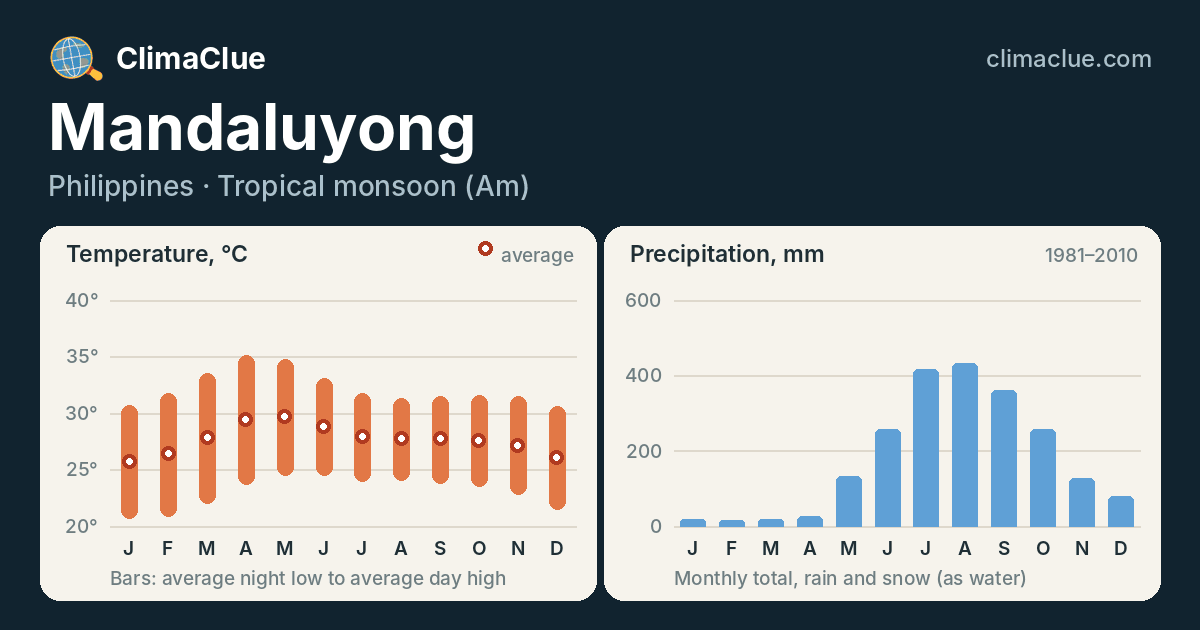 ClimaClue
climaclue.com
Mandaluyong
Philippines · Tropical monsoon (Am)
Temperature, °C
average
40°
35°
30°
25°
20°
J F M A M J J A S O N D
Bars: average night low to average day high
Precipitation, mm
1981–2010
600
400
200
0
J F M A M J J A S O N D
Monthly total, rain and snow (as water)